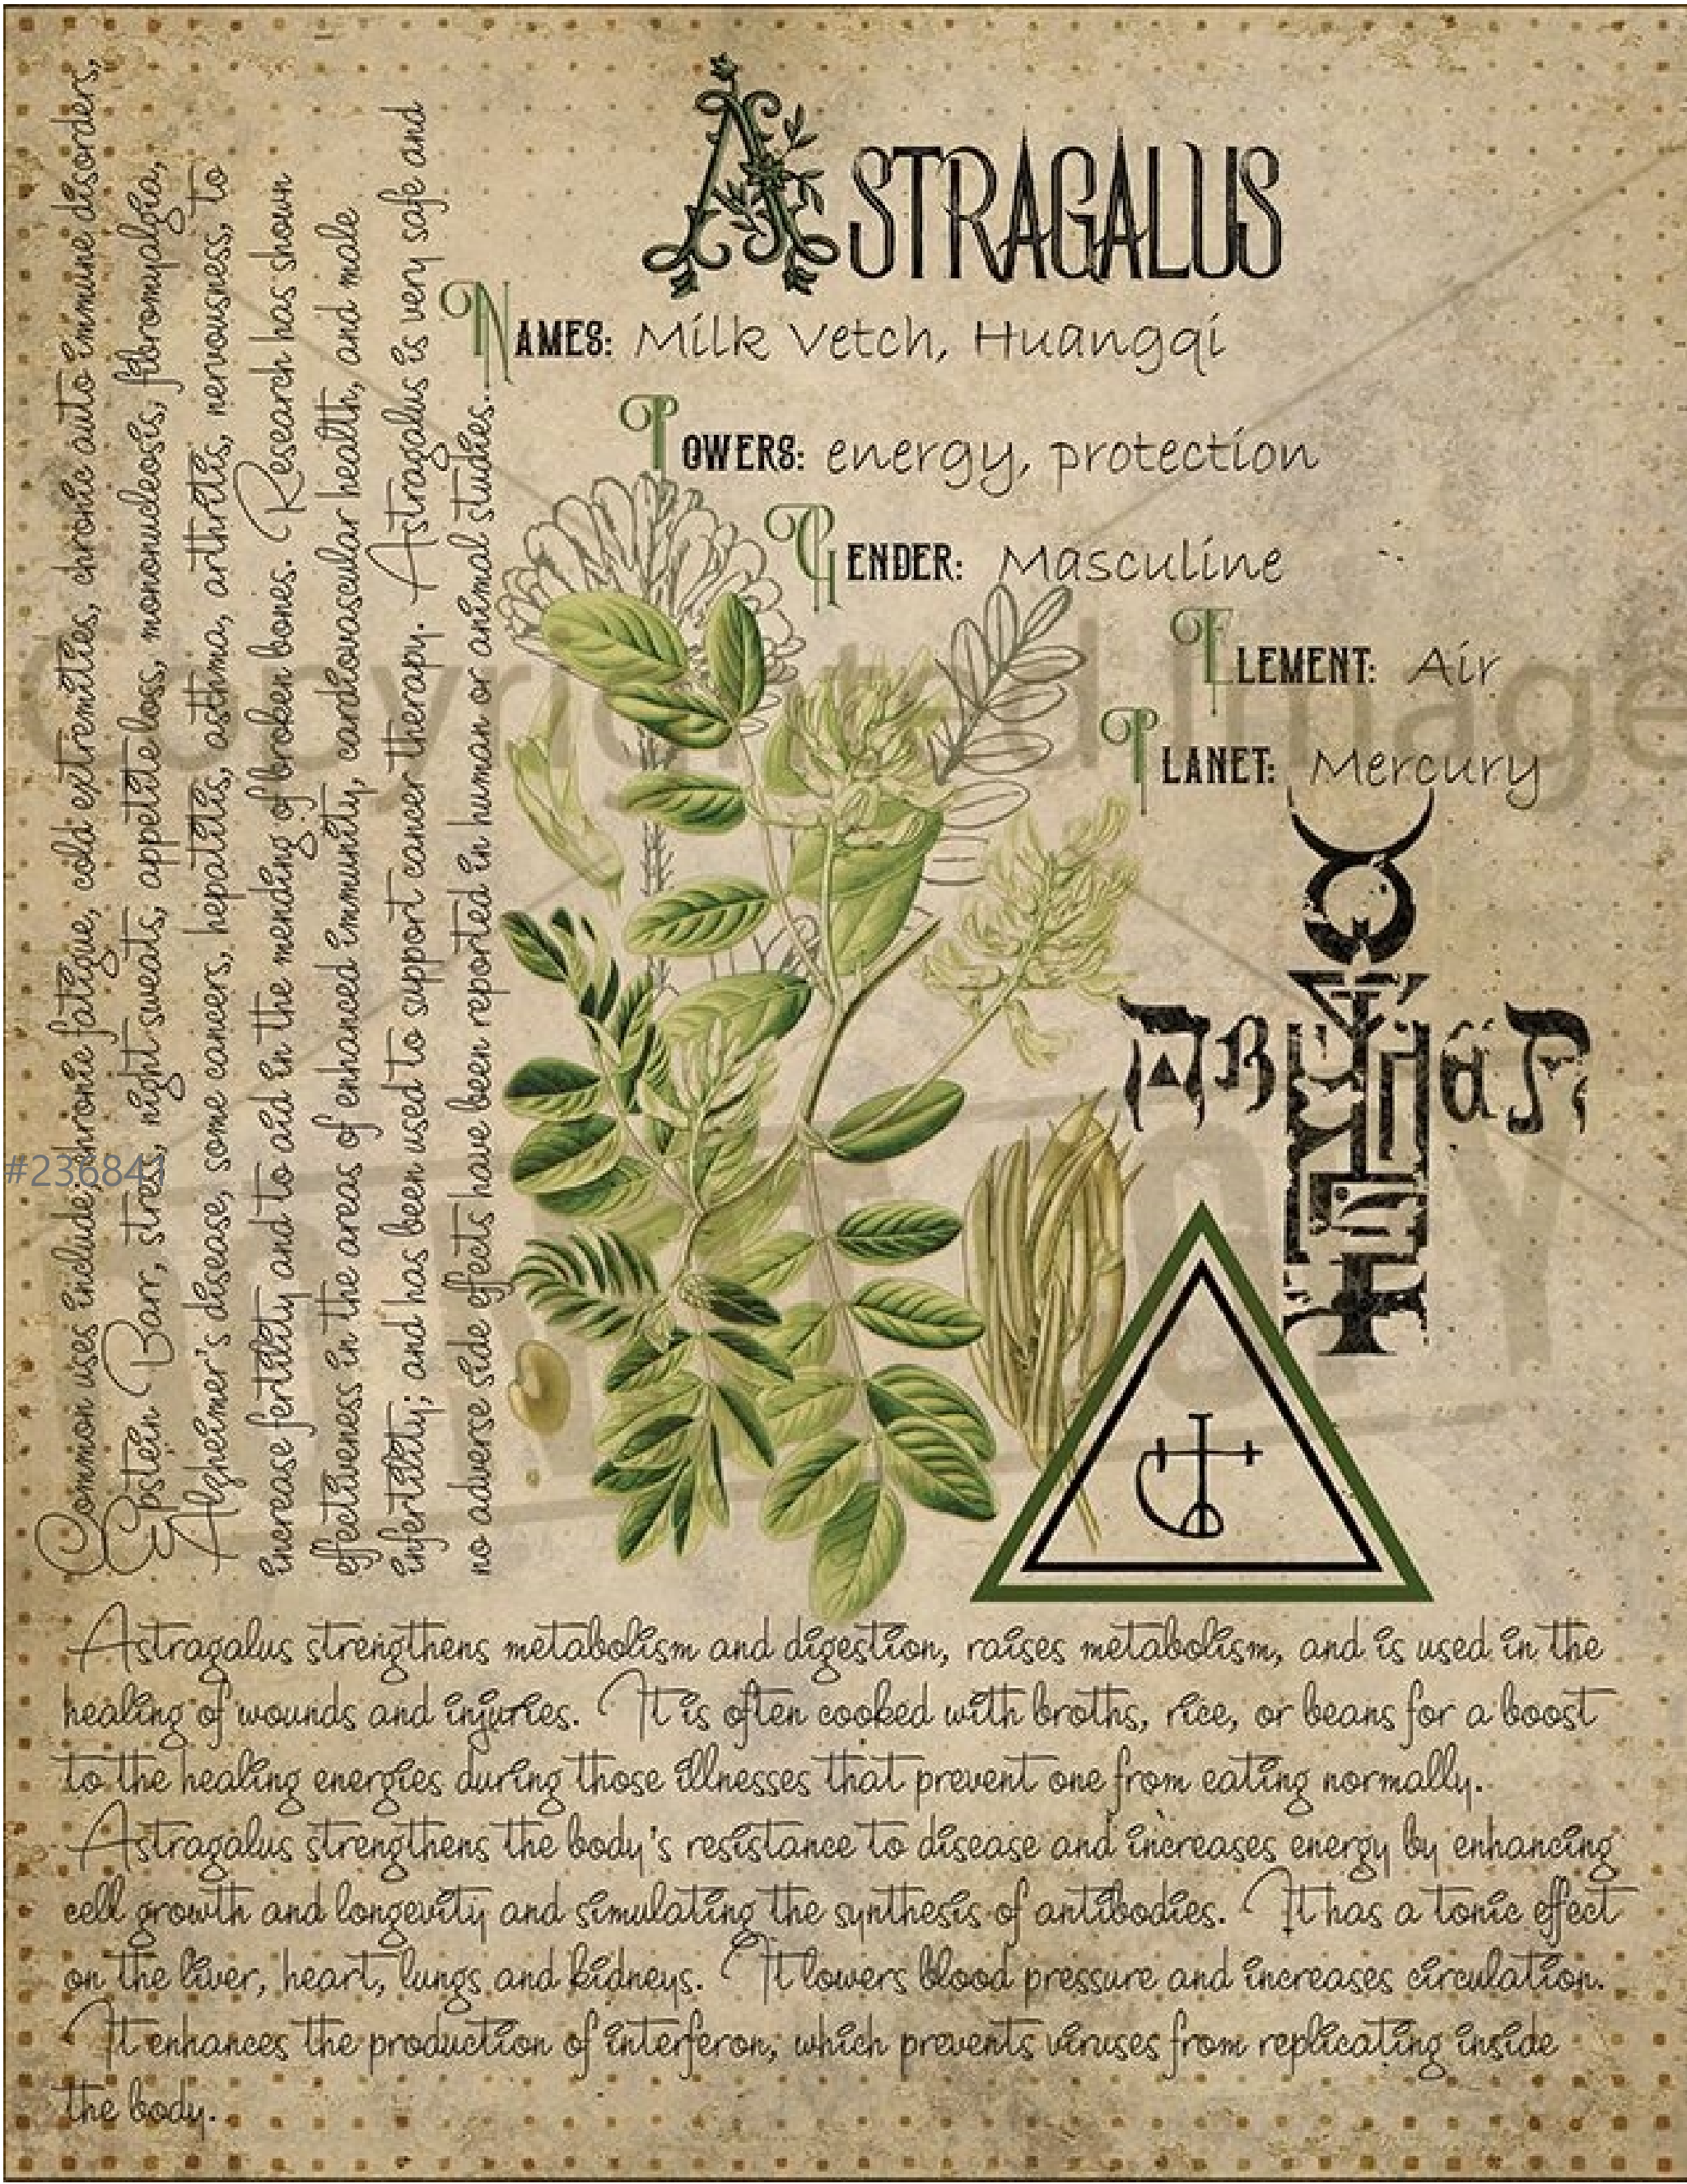 ASTRAGALUS
NAMES: Milk Vetch, Huangqi
POWERS: energy, protection
GENDER: Masculine
ELEMENT: Air
PLANET: Mercury
Common uses include chronic fatigue, cold extremities, chronic auto immune disorders,
Epstein Barr, stress, night sweats, appetite loss, mononucleosis, fibromyalgia,
Alzheimer's disease, some cancers, hepatitis, asthma, arthritis, nervousness, to
increase fertility and to aid in the mending of broken bones. Research has shown
effectiveness in the areas of enhanced immunity, cardiovascular health, and male
infertility; and has been used to support cancer therapy. Astragalus is very safe and
no adverse side effects have been reported in human or animal studies.
Copyrighted Image
#236841
Astragalus strengthens metabolism and digestion, raises metabolism, and is used in the
healing of wounds and injuries. It is often cooked with broths, rice, or beans for a boost
to the healing energies during those illnesses that prevent one from eating normally.
Astragalus strengthens the body's resistance to disease and increases energy by enhancing
cell growth and longevity and simulating the synthesis of antibodies. It has a tonic effect
on the liver, heart, lungs and kidneys. It lowers blood pressure and increases circulation.
It enhances the production of interferon, which prevents viruses from replicating inside
the body.